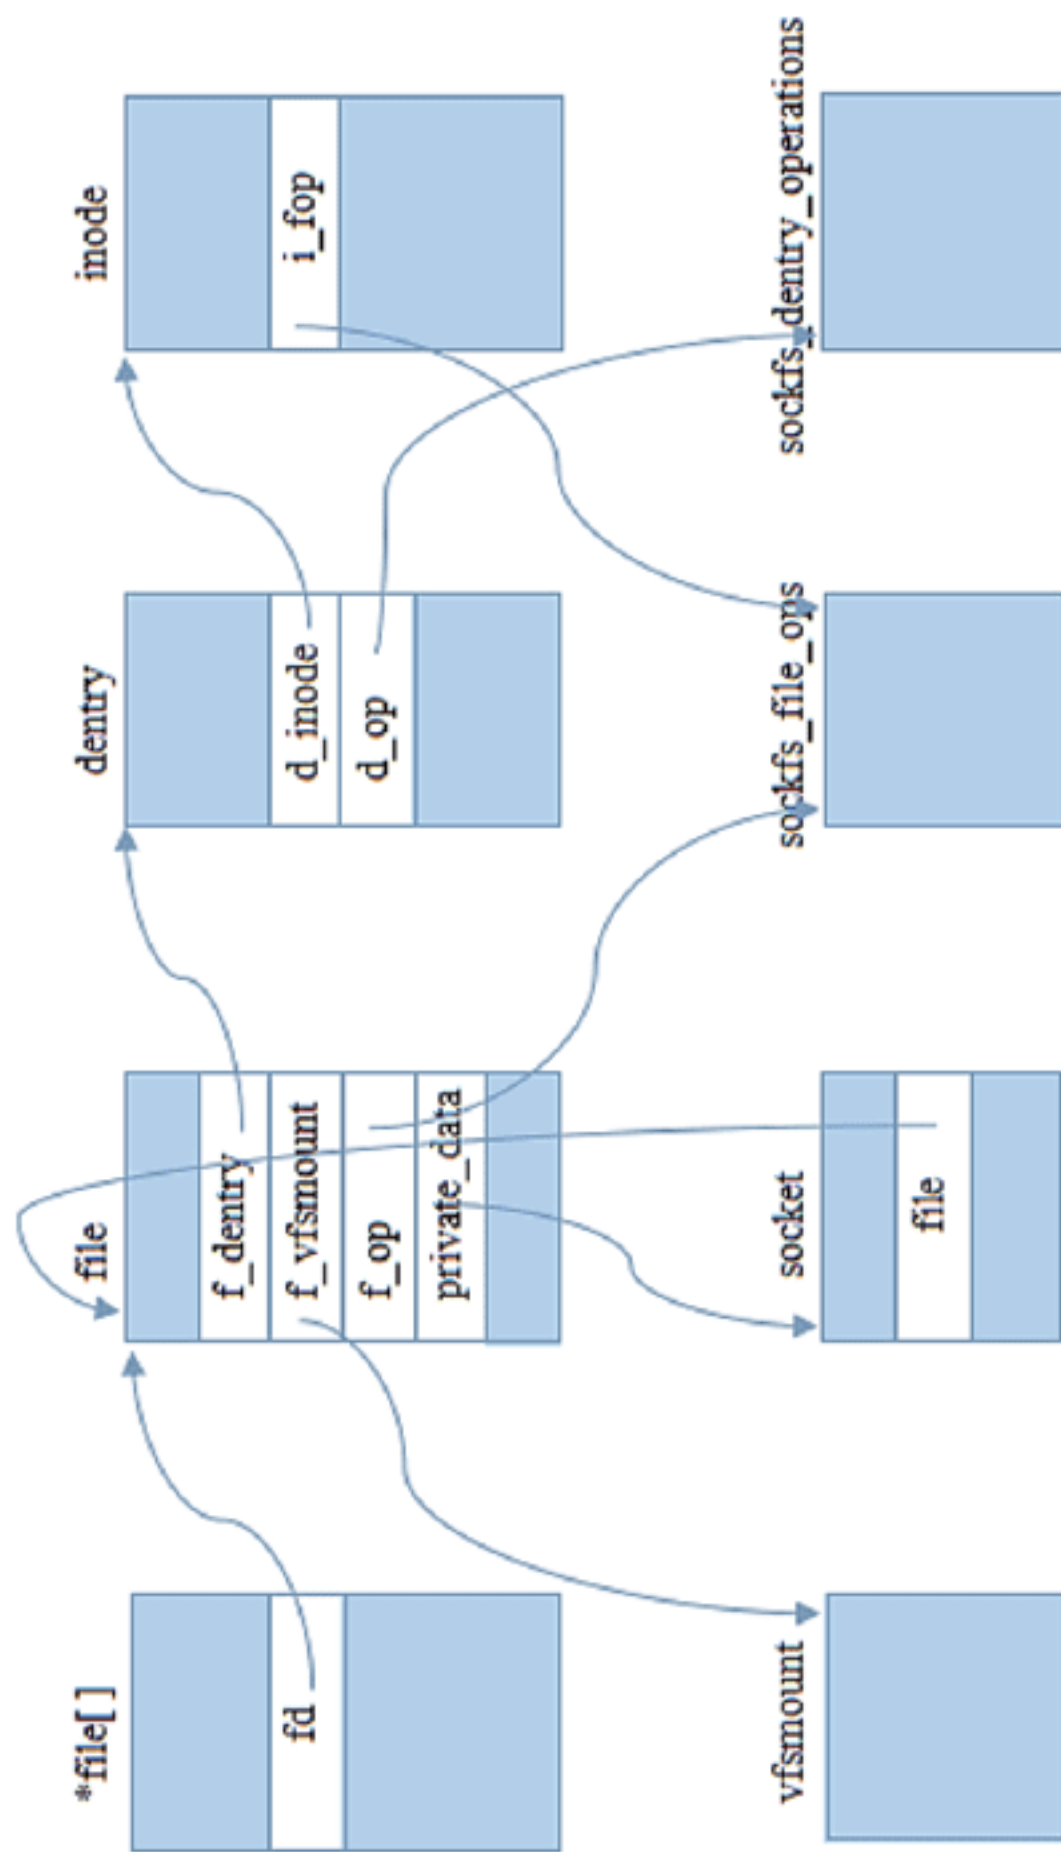 *file[ ]
file
dentry
inode
fd
f_dentry
f_vfsmount
f_op
private_data
d_inode
d_op
i_fop
vfsmount
socket
sockfs_file_ops
sockfs_dentry_operations
file